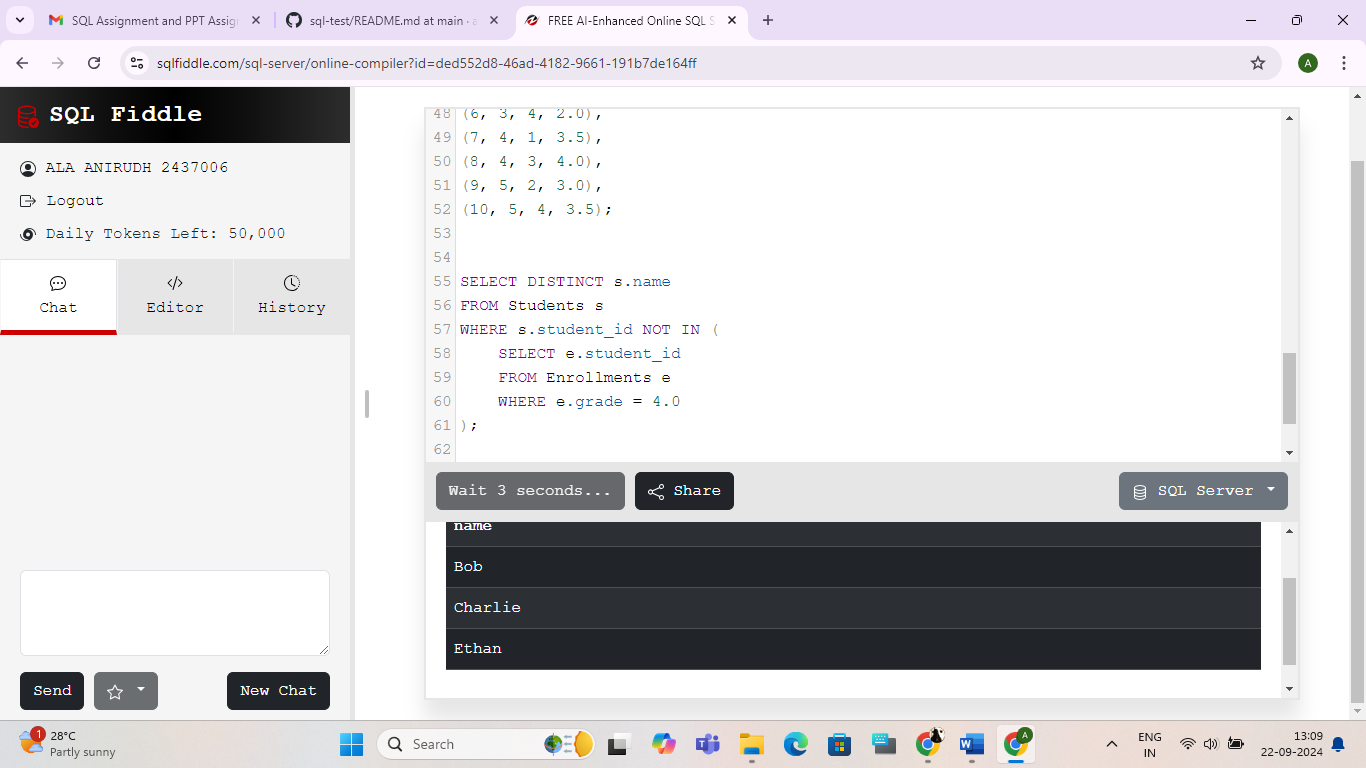 SQL Assignment and PPT Assig
sql-test/README.md at main · a
FREE AI-Enhanced Online SQL S
sqlfiddle.com/sql-server/online-compiler?id=ded552d8-46ad-4182-9661-191b7de164ff
A
SQL Fiddle
ALA ANIRUDH 2437006
Logout
Daily Tokens Left: 50,000
Chat
Editor
History
Send
New Chat
48 (6, 3, 4, 2.0),
49 (7, 4, 1, 3.5),
50 (8, 4, 3, 4.0),
51 (9, 5, 2, 3.0),
52 (10, 5, 4, 3.5);
53
54
55 SELECT DISTINCT s.name
56 FROM Students s
57 WHERE s.student_id NOT IN (
58     SELECT e.student_id
59     FROM Enrollments e
60     WHERE e.grade = 4.0
61 );
62
Wait 3 seconds...
Share
SQL Server
name
Bob
Charlie
Ethan
1
28°C
Partly sunny
Search
A
ENG
IN
13:09
22-09-2024